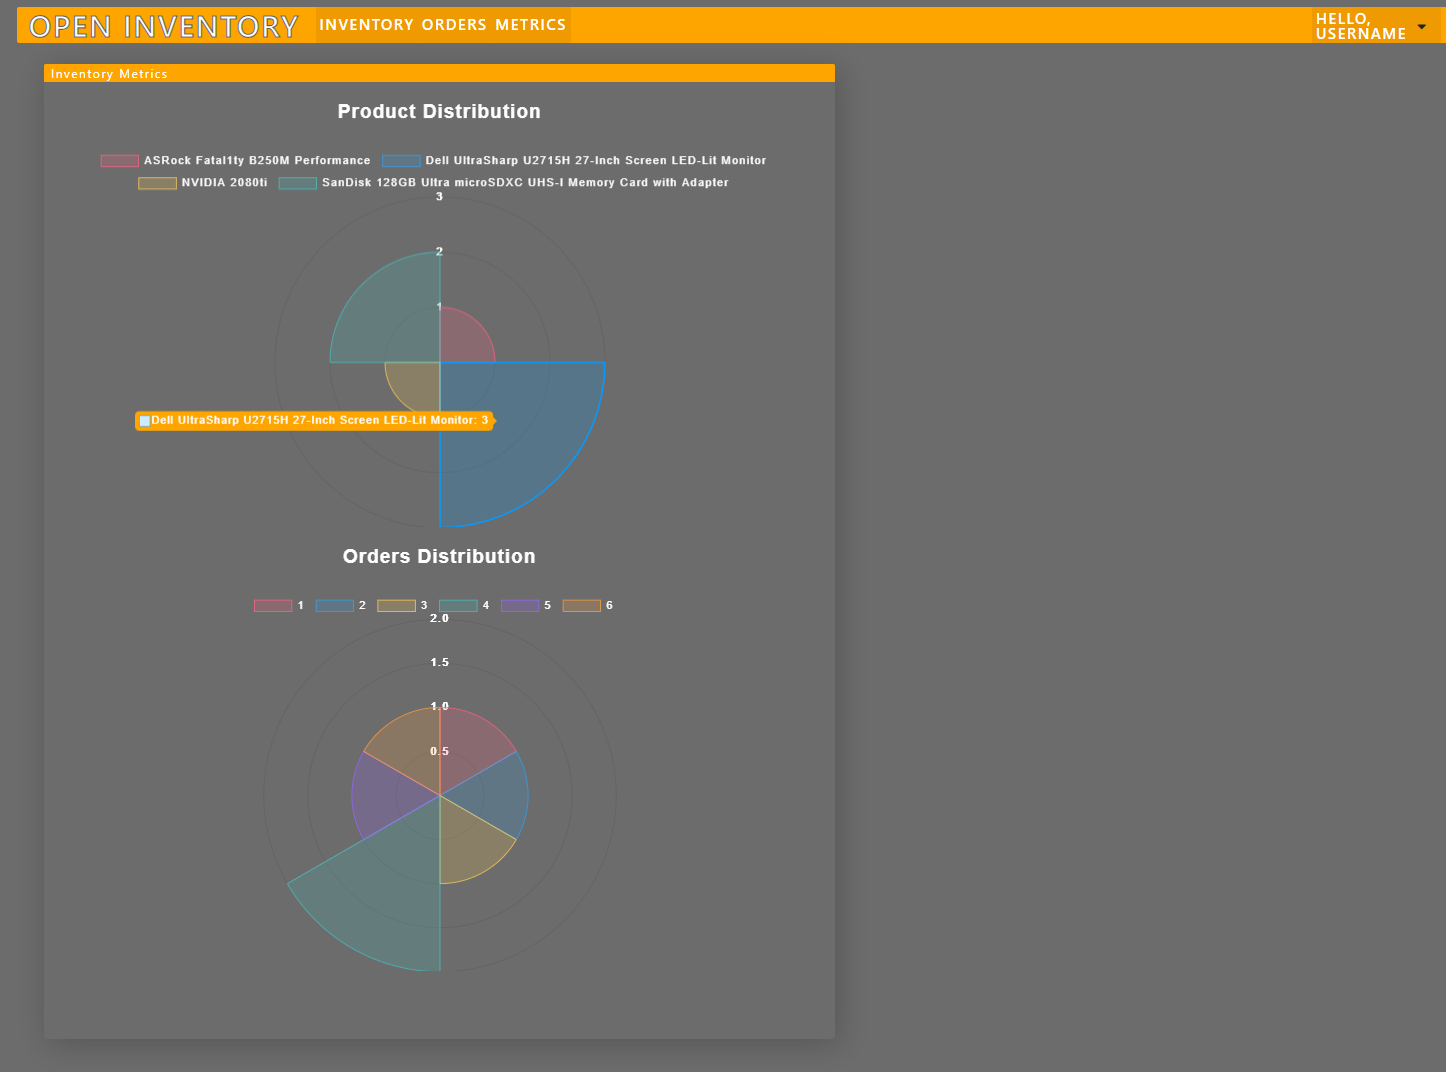 OPEN INVENTORY INVENTORY ORDERS METRICS
HELLO,
USERNAME
Inventory Metrics
Product Distribution
ASRock Fatal1ty B250M Performance Dell UltraSharp U2715H 27-Inch Screen LED-Lit Monitor
NVIDIA 2080ti SanDisk 128GB Ultra microSDXC UHS-I Memory Card with Adapter
3
2
1
Dell UltraSharp U2715H 27-Inch Screen LED-Lit Monitor: 3
Orders Distribution
1 2 3 4 5 6
2.0
1.5
1.0
0.5